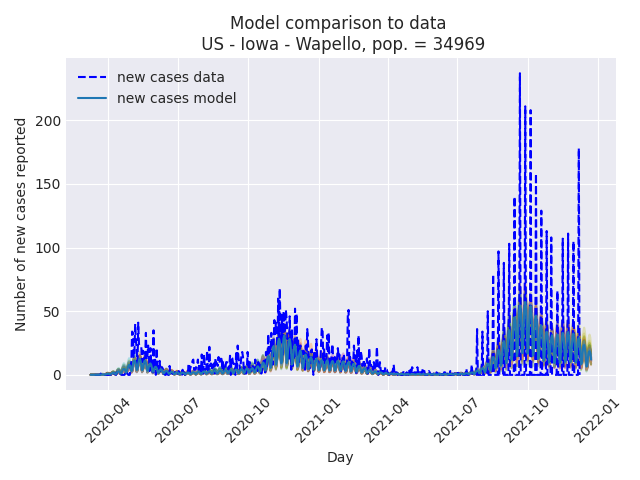 Model comparison to data
US - Iowa - Wapello, pop. = 34969
new cases data
new cases model
Number of new cases reported
200
150
100
50
0
2020-04
2020-07
2020-10
2021-01
2021-04
2021-07
2021-10
2022-01
Day